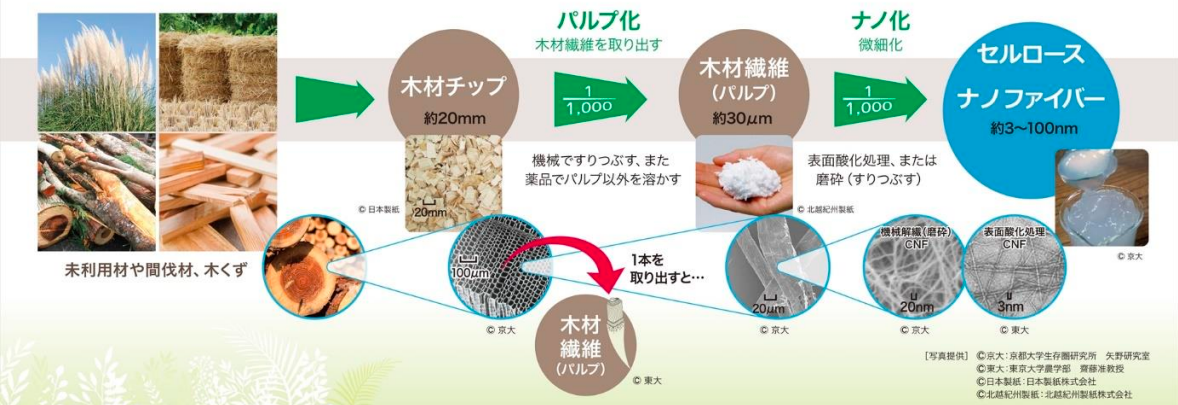 パルプ化
木材繊維を取り出す
ナノ化
微細化
木材チップ
約20mm
1
1,000
木材繊維
(パルプ)
約30μm
1
1,000
セルロース
ナノファイバー
約3〜100nm
機械ですりつぶす、また
薬品でパルプ以外を溶かす
表面酸化処理、または
磨砕(すりつぶす)
20mm
© 日本製紙
© 北越紀州製紙
© 京大
未利用材や間伐材、木くず
100μm
1本を
取り出すと…
20μm
機械解繊(磨砕)
CNF
20nm
表面酸化処理
CNF
3nm
© 京大
© 京大
© 京大
© 東大
木材
繊維
(パルプ)
© 東大
[写真提供] ©京大:京都大学生存圏研究所 矢野研究室
©東大:東京大学農学部 齋藤准教授
©日本製紙:日本製紙株式会社
©北越紀州製紙:北越紀州製紙株式会社